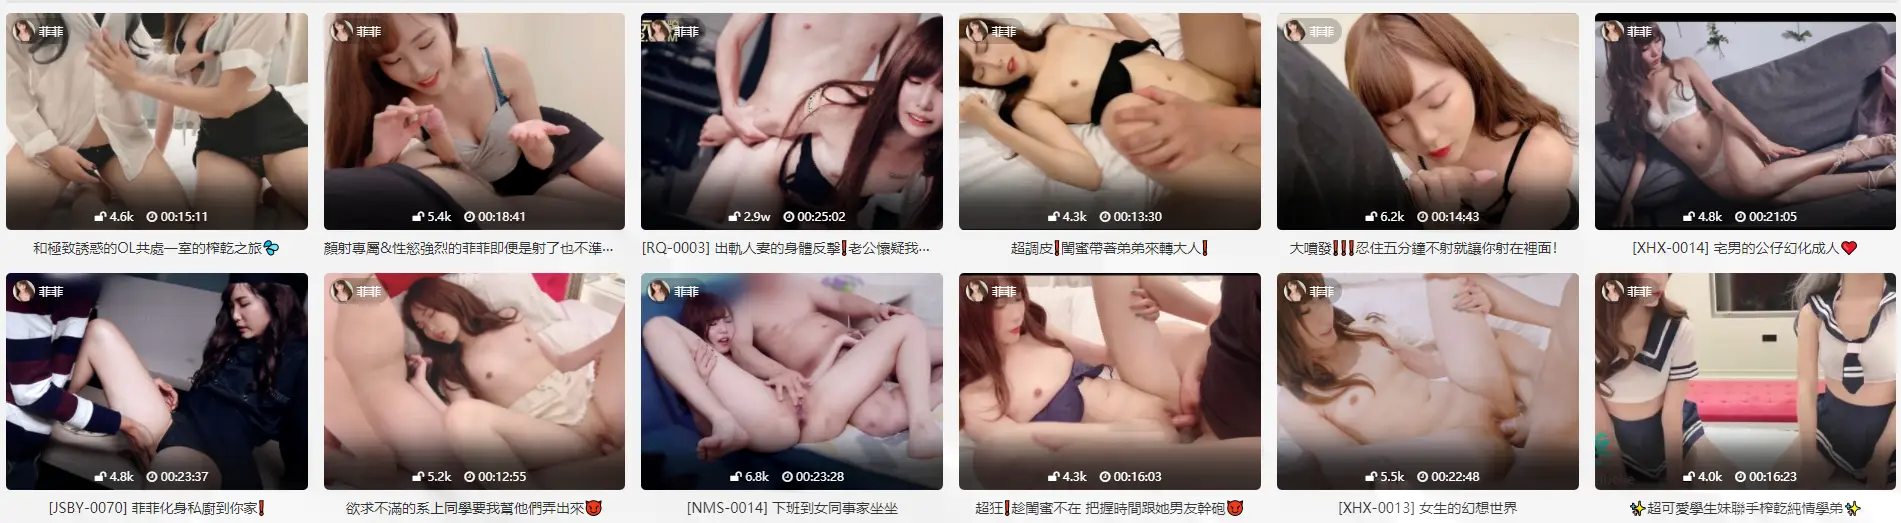 菲菲
4.6k 00:15:11
和極致誘惑的OL共處一室的榨乾之旅💦
菲菲
5.4k 00:18:41
顏射專屬&性慾強烈的菲菲即便是射了也不準...
菲菲
2.9w 00:25:02
[RQ-0003] 出軌人妻的身體反擊❗老公懷疑我...
菲菲
4.3k 00:13:30
超調皮❗閨蜜帶著弟弟來轉大人❗
菲菲
6.2k 00:14:43
大噴發❗❗❗忍住五分鐘不射就讓你射在裡面!
菲菲
4.8k 00:21:05
[XHX-0014] 宅男的公仔幻化成人❤️
菲菲
4.8k 00:23:37
[JSBY-0070] 菲菲化身私廚到你家❗
菲菲
5.2k 00:12:55
欲求不滿的系上同學要我幫他們弄出來😈
菲菲
6.8k 00:23:28
[NMS-0014] 下班到女同事家坐坐
菲菲
4.3k 00:16:03
超狂❗趁閨蜜不在 把握時間跟她男友幹砲😈
菲菲
5.5k 00:22:48
[XHX-0013] 女生的幻想世界
菲菲
4.0k 00:16:23
✨超可愛學生妹聯手榨乾純情學弟✨